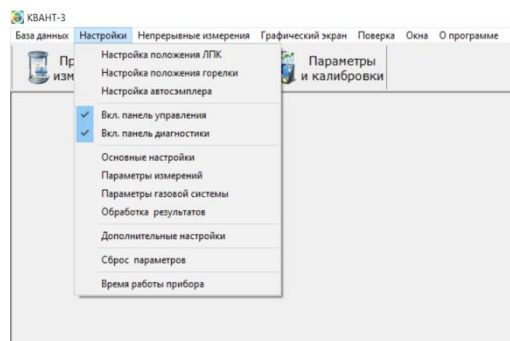 КВАНТ-3
База данных Настройки Непрерывные измерения Графический экран Поверка Окна О программе
Параметры
и калибровки
Настройка положения ЛПК
Настройка положения горелки
Настройка автосэмплера
Вкл. панель управления
Вкл. панель диагностики
Основные настройки
Параметры измерений
Параметры газовой системы
Обработка результатов
Дополнительные настройки
Сброс параметров
Время работы прибора